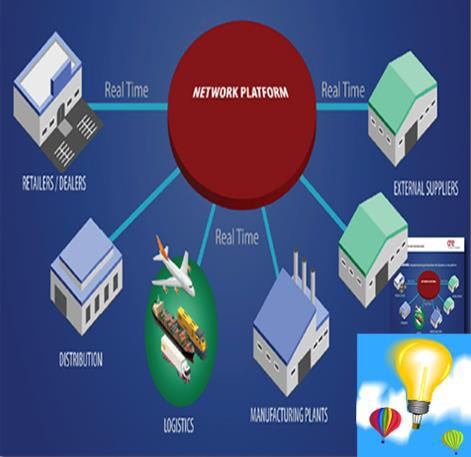 NETWORK PLATFORM
Real Time
Real Time
RETAILERS / DEALERS
EXTERNAL SUPPLIERS
Real Time
DISTRIBUTION
LOGISTICS
MANUFACTURING PLANTS